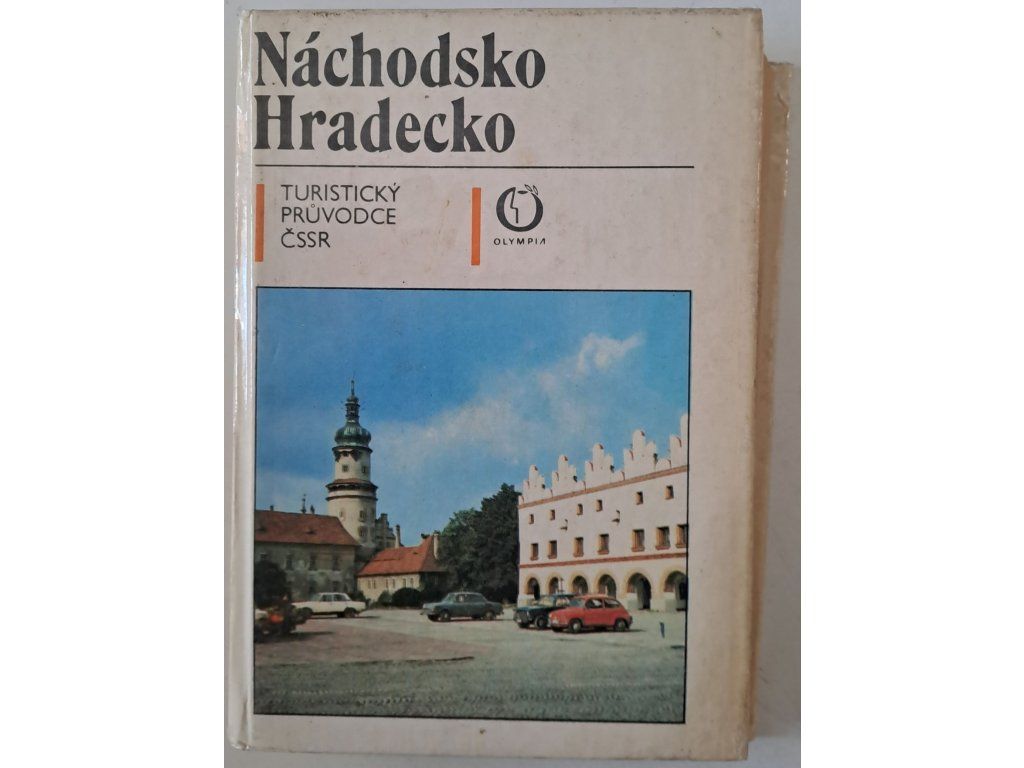 Náchodsko
Hradecko
TURISTICKÝ
PRŮVODCE
ČSSR
OLYMPIA